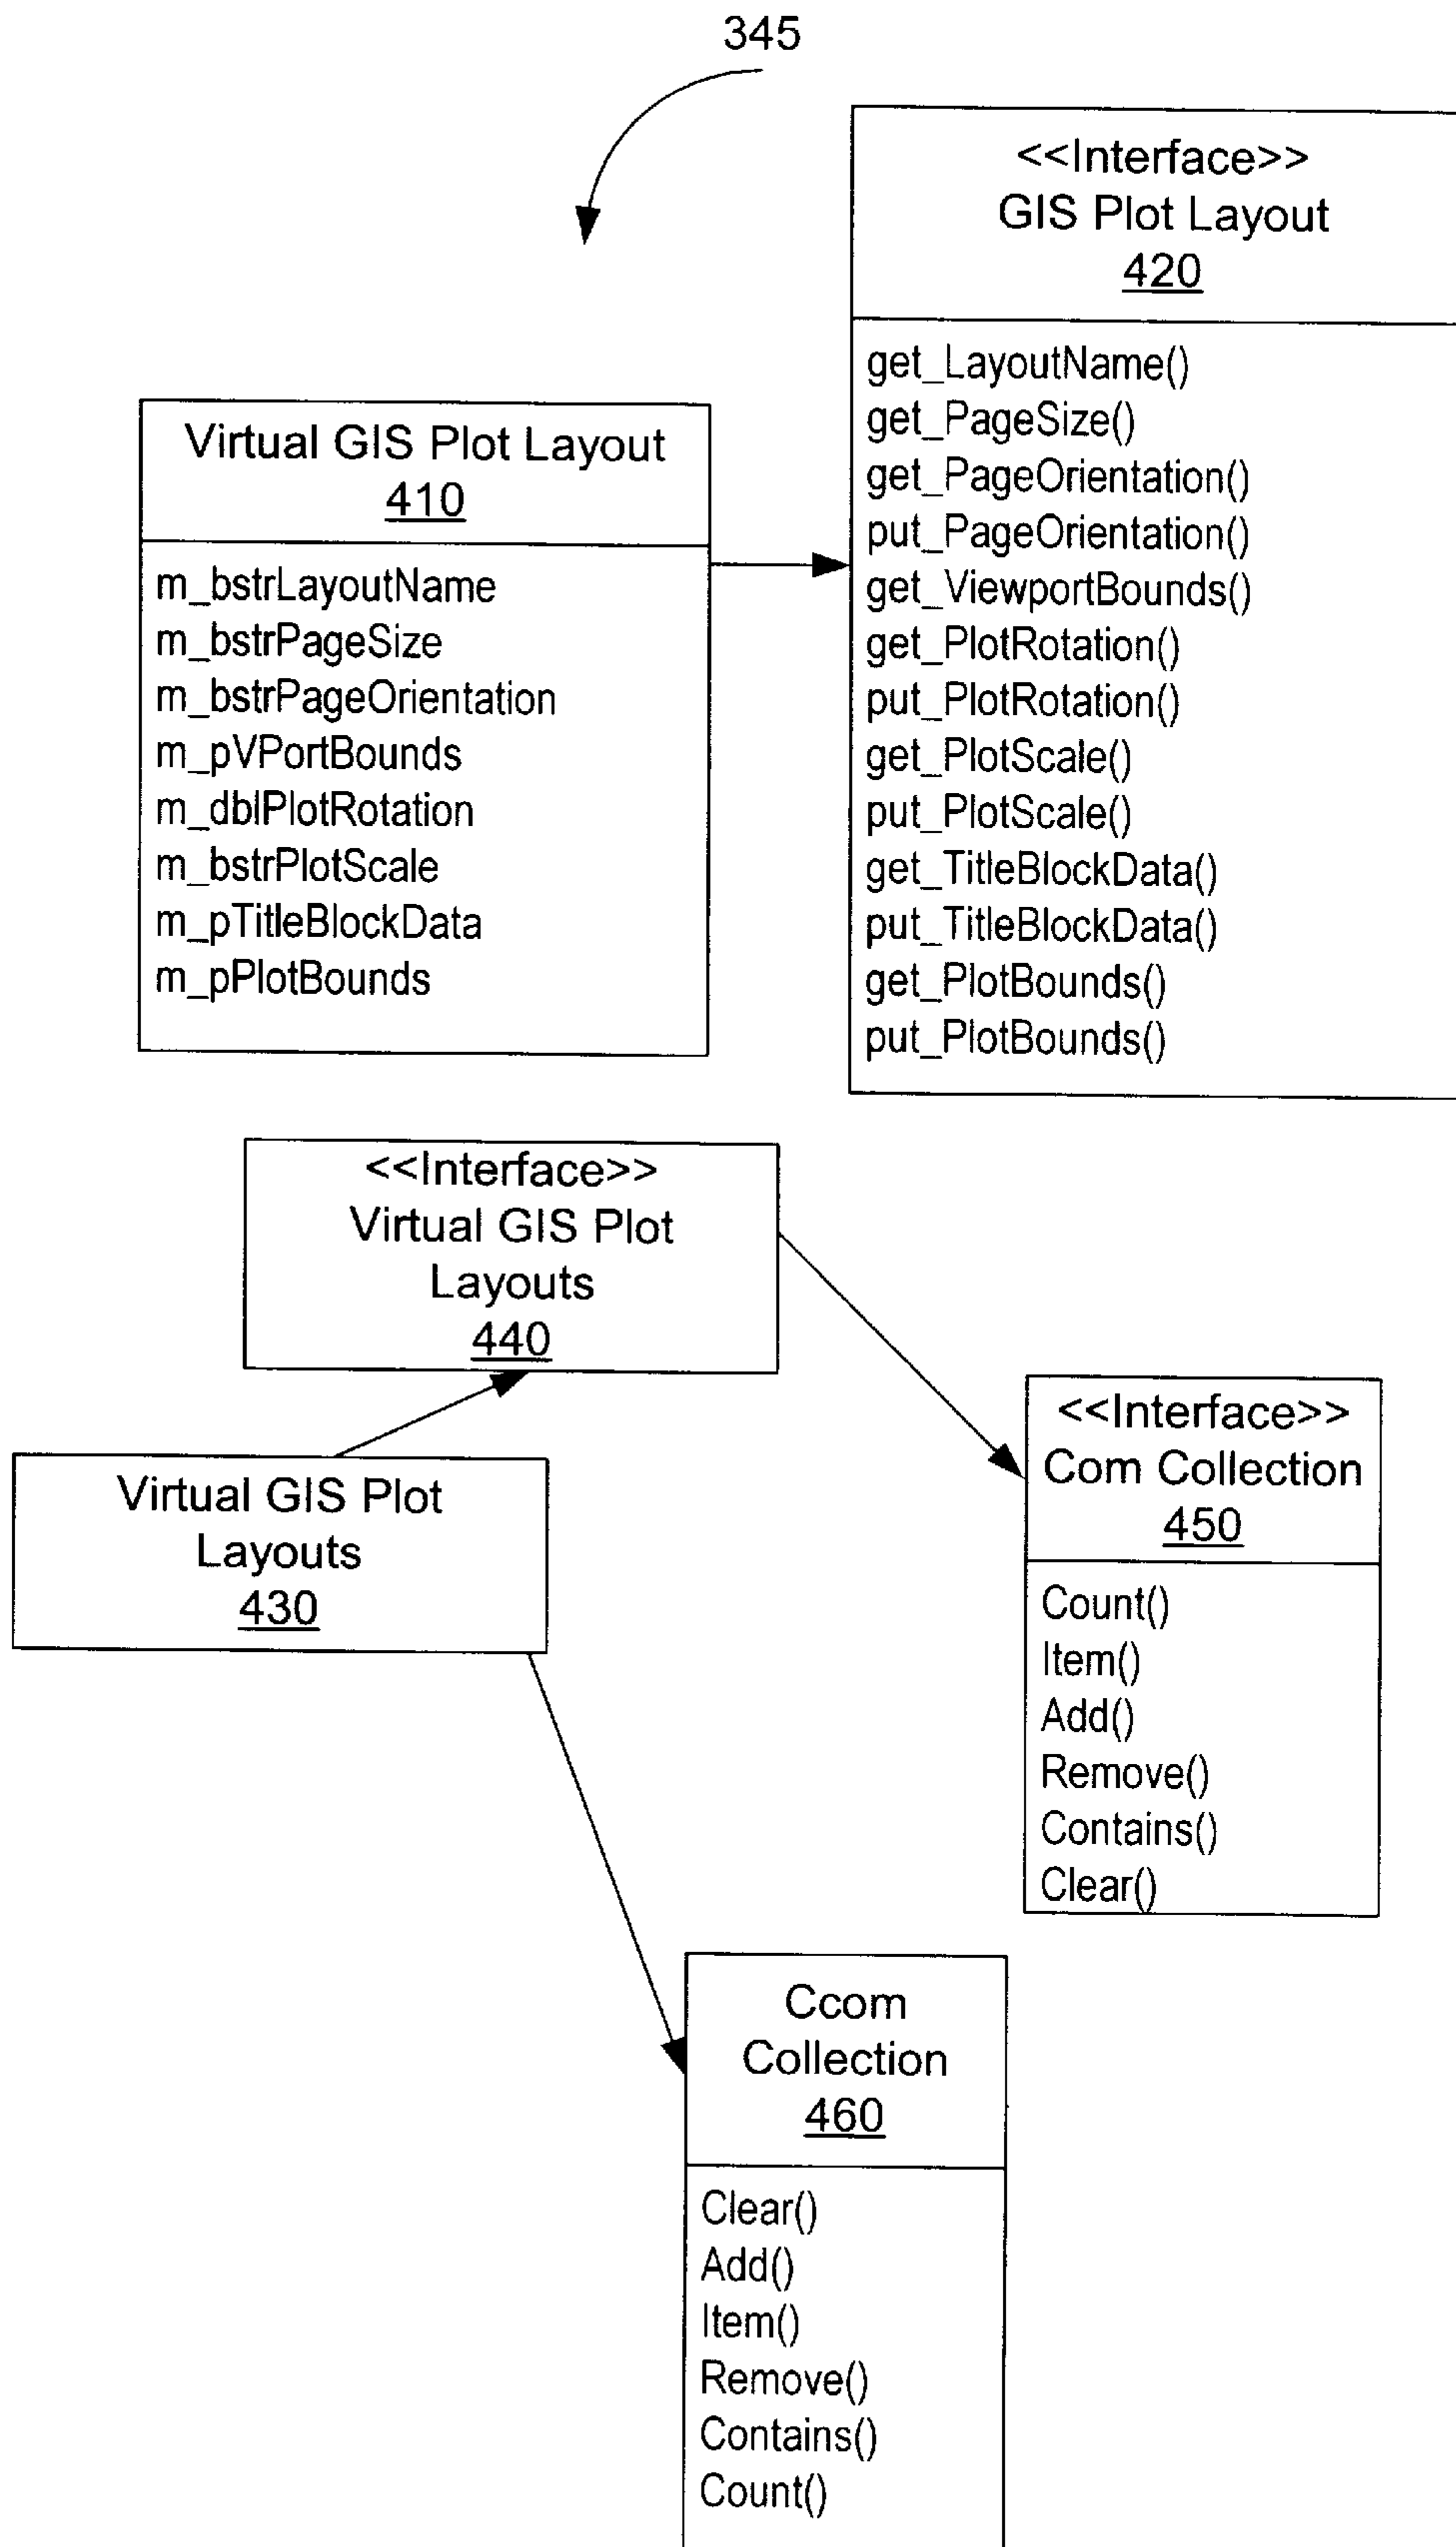 345
<<Interface>>
GIS Plot Layout
420
get_LayoutName()
get_PageSize()
get_PageOrientation()
put_PageOrientation()
get_ViewportBounds()
get_PlotRotation()
put_PlotRotation()
get_PlotScale()
put_PlotScale()
get_TitleBlockData()
put_TitleBlockData()
get_PlotBounds()
put_PlotBounds()
Virtual GIS Plot Layout
410
m_bstrLayoutName
m_bstrPageSize
m_bstrPageOrientation
m_pVPortBounds
m_dblPlotRotation
m_bstrPlotScale
m_pTitleBlockData
m_pPlotBounds
<<Interface>>
Virtual GIS Plot
Layouts
440
Virtual GIS Plot
Layouts
430
<<Interface>>
Com Collection
450
Count()
Item()
Add()
Remove()
Contains()
Clear()
Ccom
Collection
460
Clear()
Add()
Item()
Remove()
Contains()
Count()